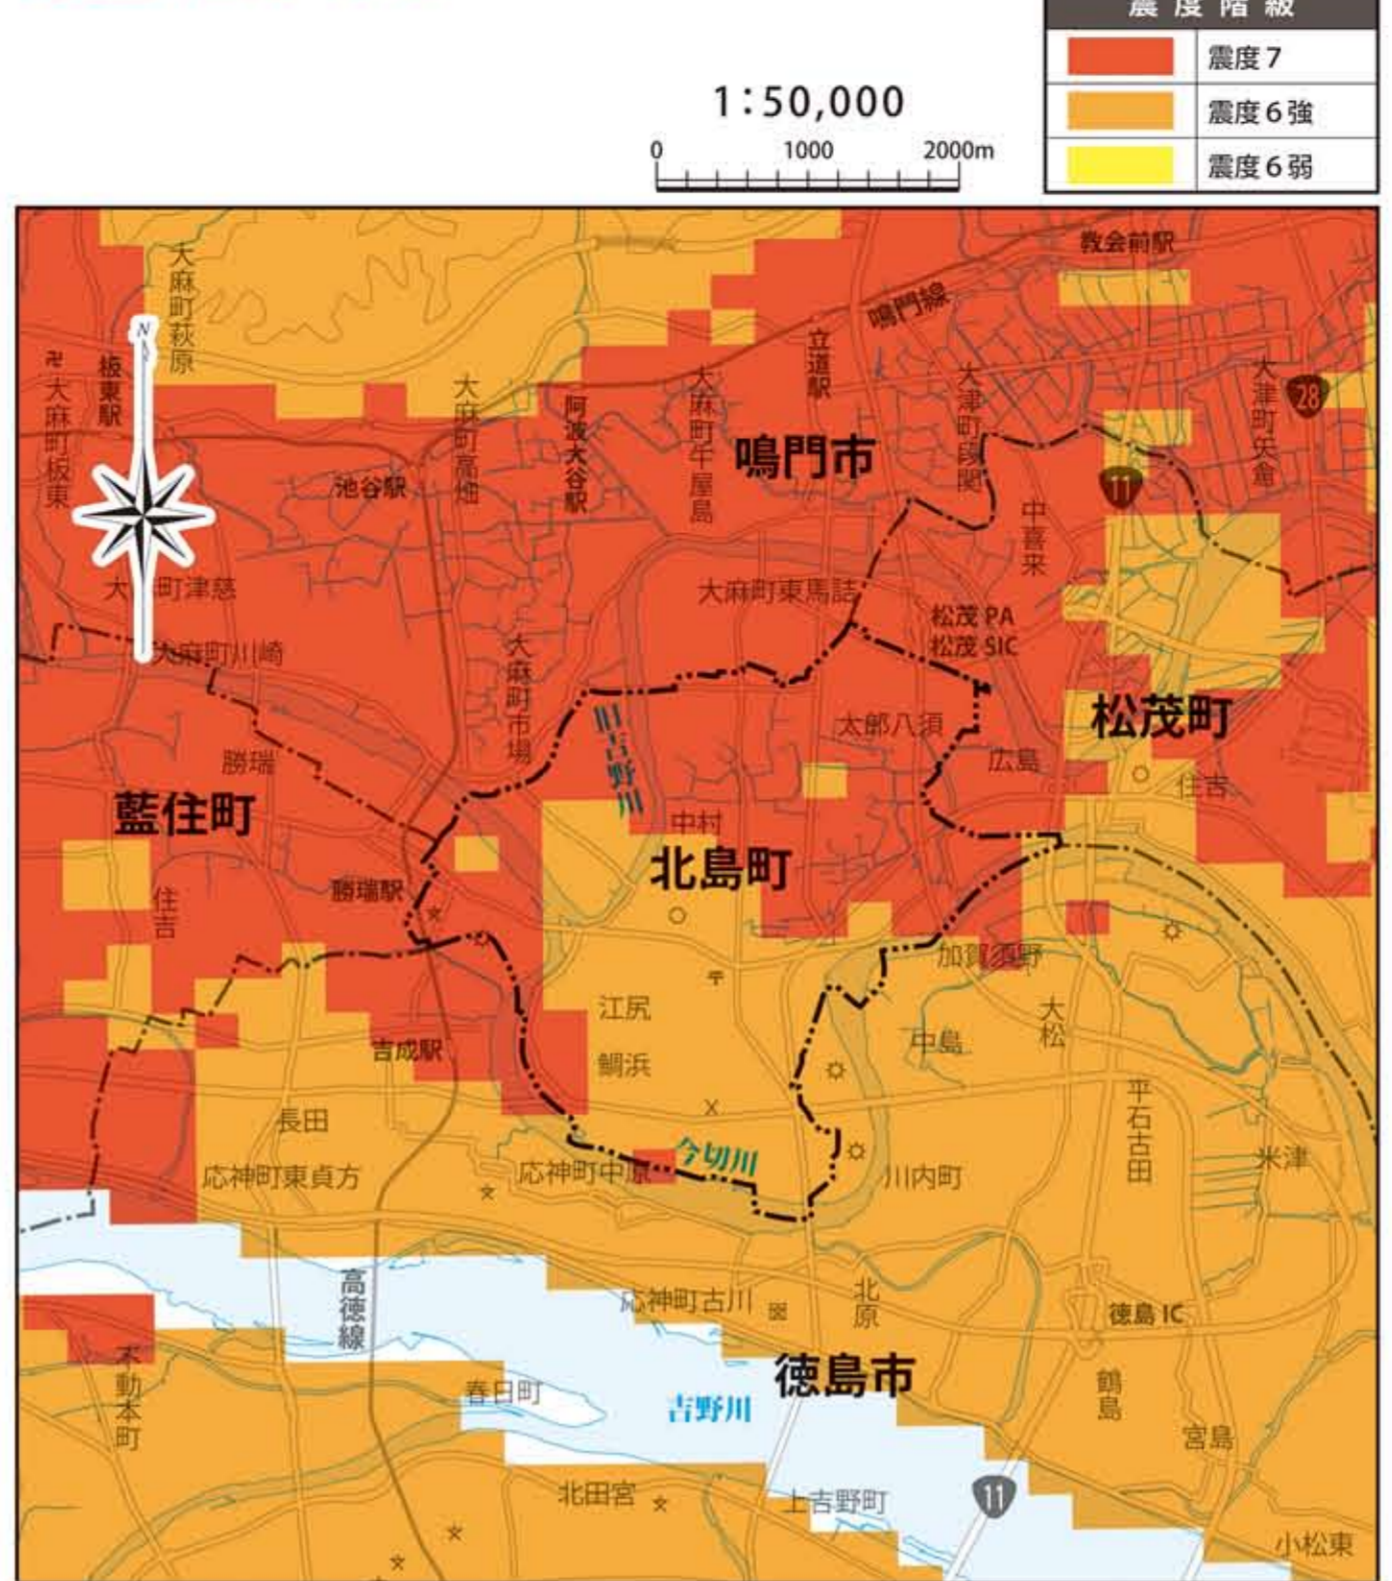 震度階級
震度7
震度6強
震度6弱
1:50,000
0 1000 2000m
教会前駅
大麻町萩原
鳴門線
N
卍
板東駅
大麻町板東
立道駅
大麻町高畑
阿波大谷駅
大麻町牛屋島
大津町段関
大津町矢倉
28
鳴門市
池谷駅
11
中喜来
大麻町津慈
大麻町東馬詰
松茂 PA
松茂 SIC
大麻町川崎
大麻町市場
旧吉野川
太郎八須
松茂町
勝瑞
広島
住吉
藍住町
中村
北島町
勝瑞駅
住吉
加賀須野
江尻
大松
中島
吉成駅
鯛浜
平石古田
長田
今切川
米津
応神町東貞方
応神町中原
川内町
高徳線
応神町古川
北原
徳島 IC
不動本町
徳島市
鶴島
春日町
吉野川
宮島
北田宮
上吉野町
11
小松東